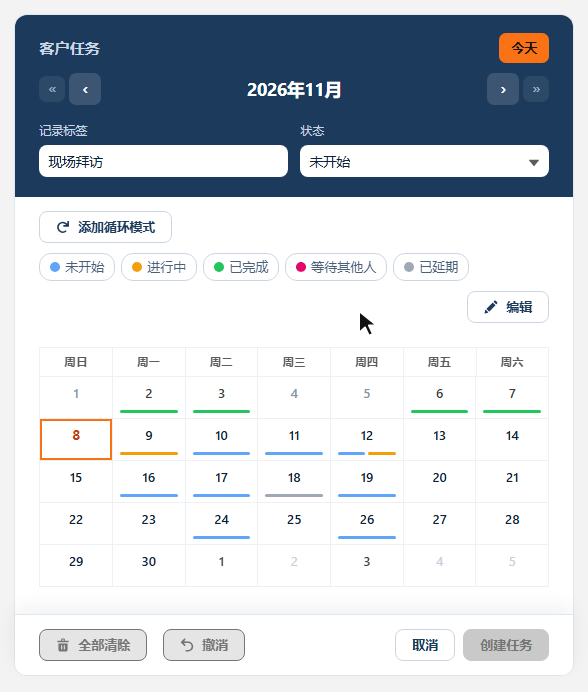 客户任务 今天
« ‹ 2026年11月 › »
记录标签 状态
现场拜访 未开始
添加循环模式
未开始 进行中 已完成 等待其他人 已延期
编辑
周日 周一 周二 周三 周四 周五 周六
1 2 3 4 5 6 7
8 9 10 11 12 13 14
15 16 17 18 19 20 21
22 23 24 25 26 27 28
29 30 1 2 3 4 5
全部清除 撤消 取消 创建任务